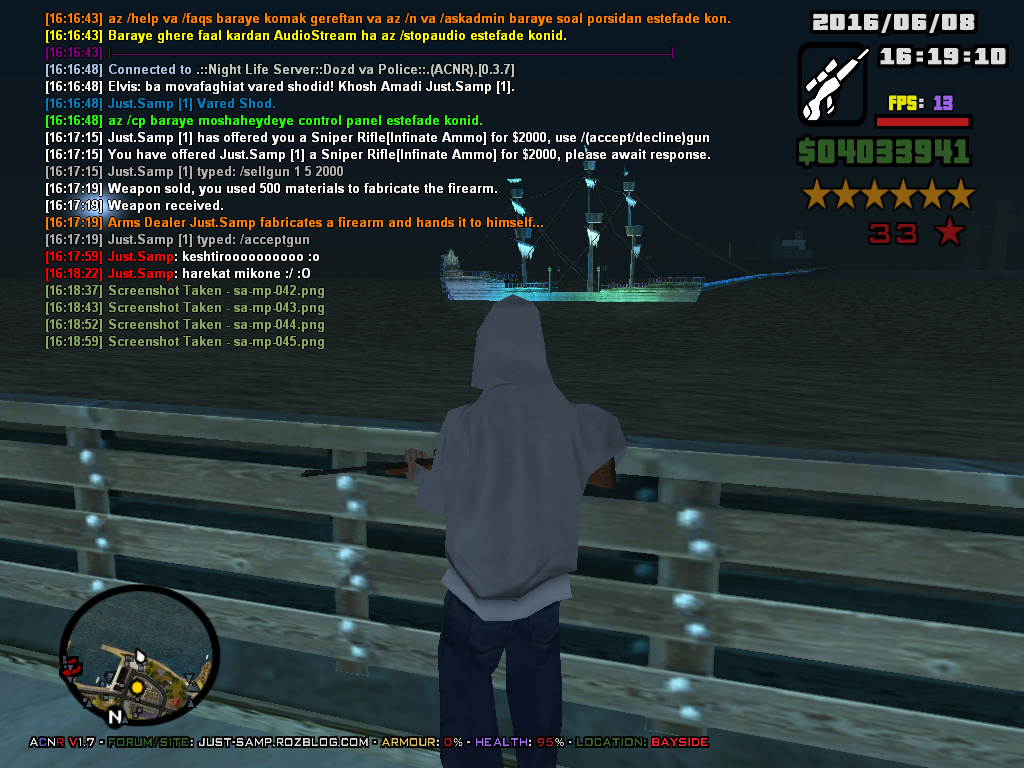 [16:16:43] az /help va /faqs baraye komak gereftan va az /n va /askadmin baraye soal porsidan estefade kon.
[16:16:43] Baraye ghere faal kardan AudioStream ha az /stopaudio estefade konid.
[16:16:43] |------------------------------------------------------------------------------------------|
[16:16:48] Connected to .::Night Life Server::Dozd va Police::.(ACNR).[0.3.7]
[16:16:48] Elvis: ba movafaghiat vared shodid! Khosh Amadi Just.Samp [1].
[16:16:48] Just.Samp [1] Vared Shod.
[16:16:48] az /cp baraye moshaheydeye control panel estefade konid.
[16:17:15] Just.Samp [1] has offered you a Sniper Rifle[Infinate Ammo] for $2000, use /(accept/decline)gun
[16:17:15] You have offered Just.Samp [1] a Sniper Rifle[Infinate Ammo] for $2000, please await response.
[16:17:15] Just.Samp [1] typed: /sellgun 1 5 2000
[16:17:19] Weapon sold, you used 500 materials to fabricate the firearm.
[16:17:19] Weapon received.
[16:17:19] Arms Dealer Just.Samp fabricates a firearm and hands it to himself...
[16:17:19] Just.Samp [1] typed: /acceptgun
[16:17:59] Just.Samp: keshtiroooooooooo :o
[16:18:22] Just.Samp: harekat mikone :/ :O
[16:18:37] Screenshot Taken - sa-mp-042.png
[16:18:43] Screenshot Taken - sa-mp-043.png
[16:18:52] Screenshot Taken - sa-mp-044.png
[16:18:59] Screenshot Taken - sa-mp-045.png
2016/06/08
16:19:10
FPS: 13
$04033941
33
N
ACNR V1.7 - FORUM/SITE: JUST-SAMP.ROZBLOG.COM - ARMOUR: 0% - HEALTH: 95% - LOCATION: BAYSIDE